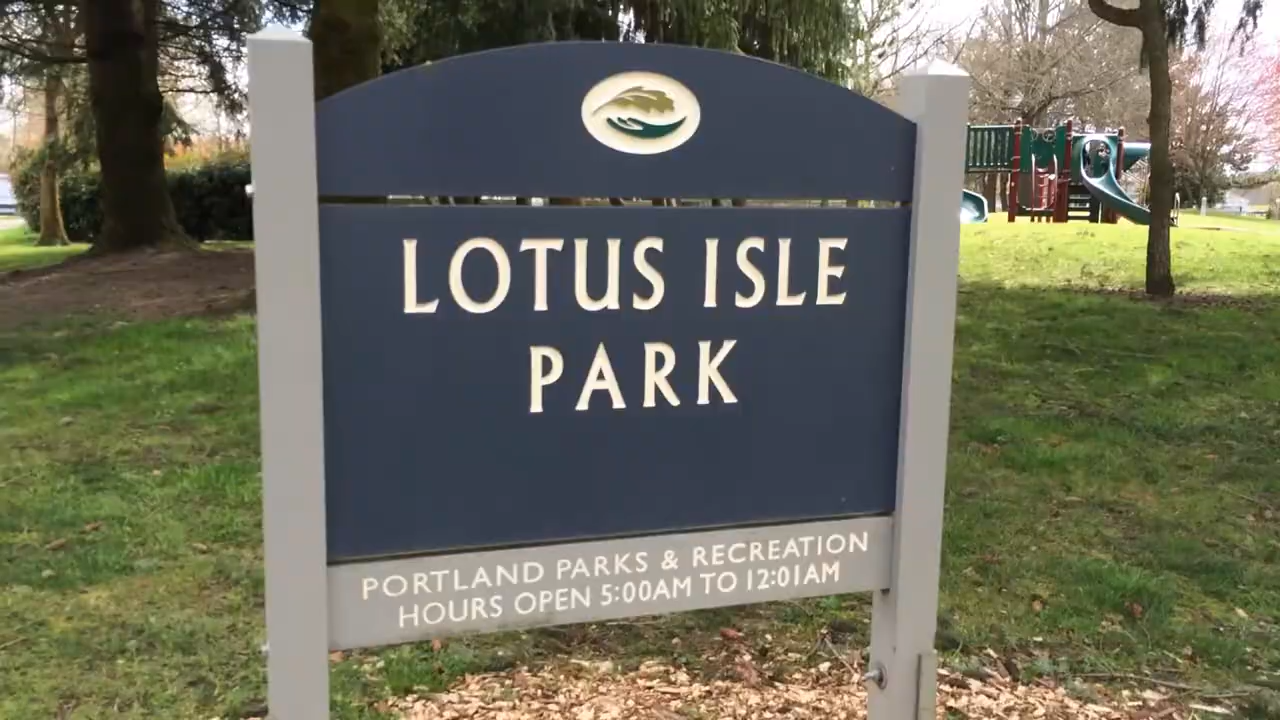 LOTUS ISLE
PARK
PORTLAND PARKS & RECREATION
HOURS OPEN 5:00AM TO 12:01AM